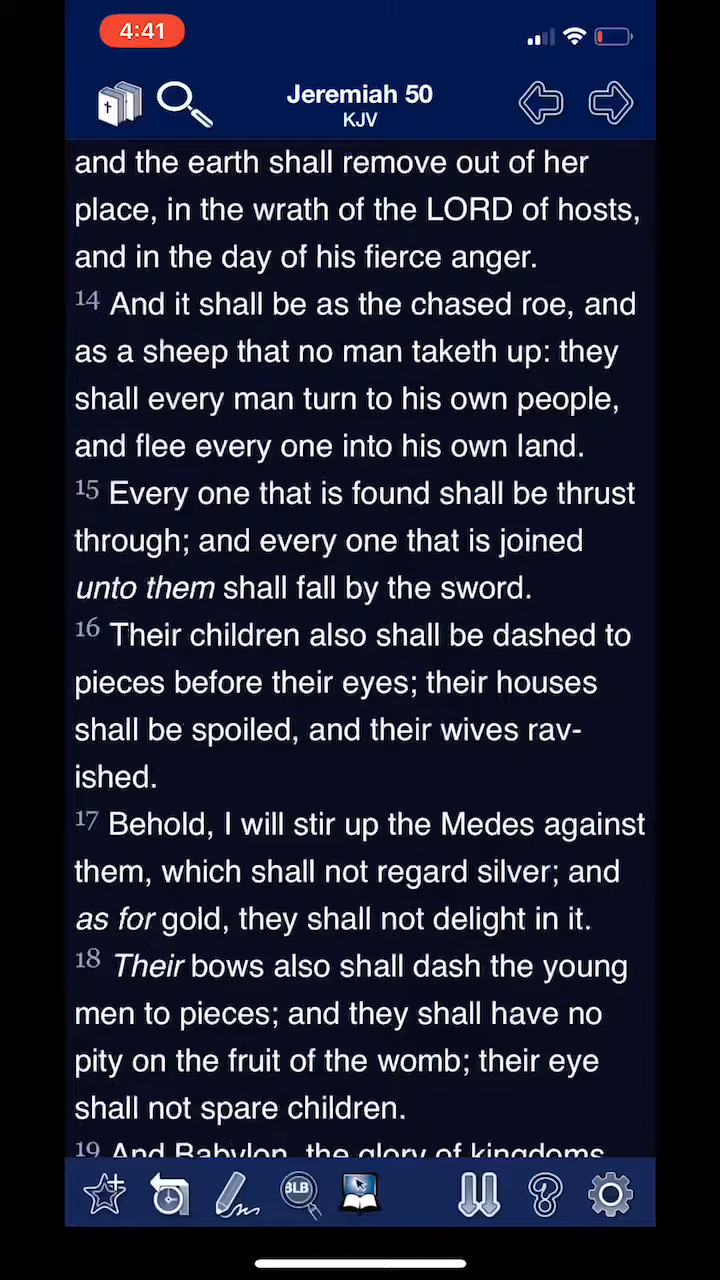 4:41
Jeremiah 50
KJV
and the earth shall remove out of her
place, in the wrath of the LORD of hosts,
and in the day of his fierce anger.
14 And it shall be as the chased roe, and
as a sheep that no man taketh up: they
shall every man turn to his own people,
and flee every one into his own land.
15 Every one that is found shall be thrust
through; and every one that is joined
unto them shall fall by the sword.
16 Their children also shall be dashed to
pieces before their eyes; their houses
shall be spoiled, and their wives rav-
ished.
17 Behold, I will stir up the Medes against
them, which shall not regard silver; and
as for gold, they shall not delight in it.
18 Their bows also shall dash the young
men to pieces; and they shall have no
pity on the fruit of the womb; their eye
shall not spare children.
19 And Babylon, the glory of kingdoms,
BLB